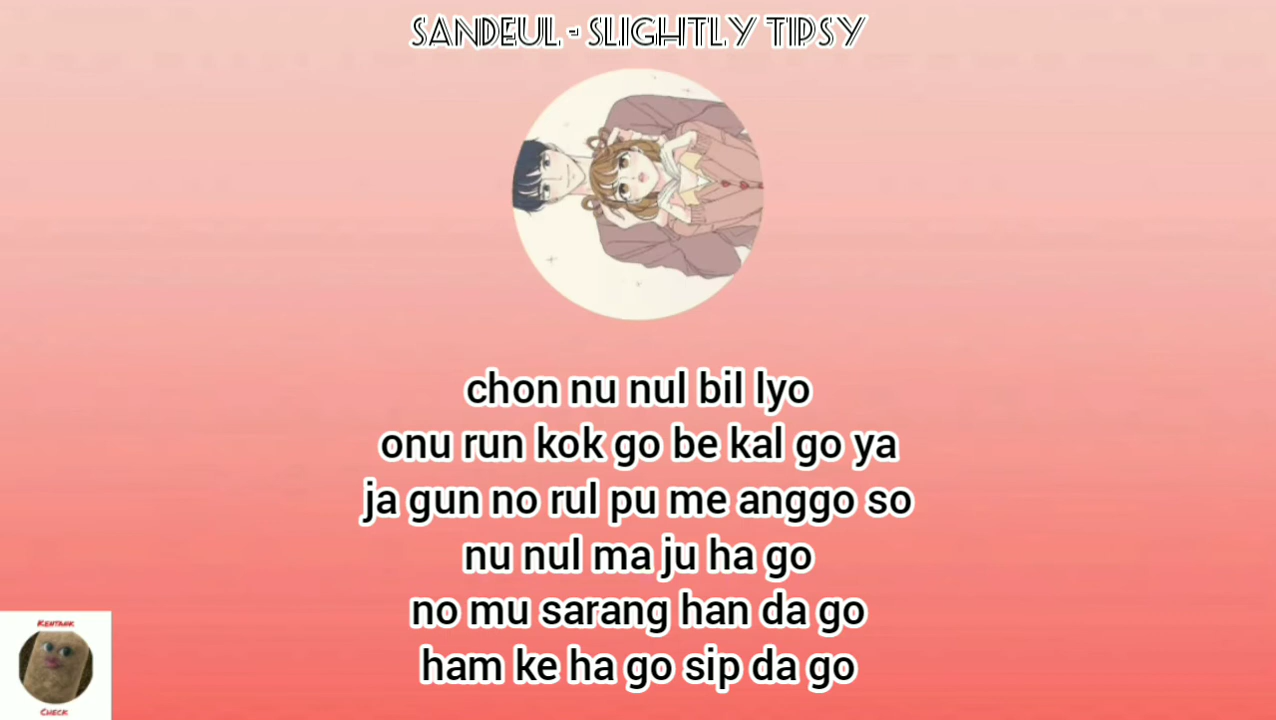 SANDEUL - SLIGHTLY TIPSY
chon nu nul bil lyo
onu run kok go be kal go ya
ja gun no rul pu me anggo so
nu nul ma ju ha go
no mu sarang han da go
ham ke ha go sip da go
KENTANK
CHECK